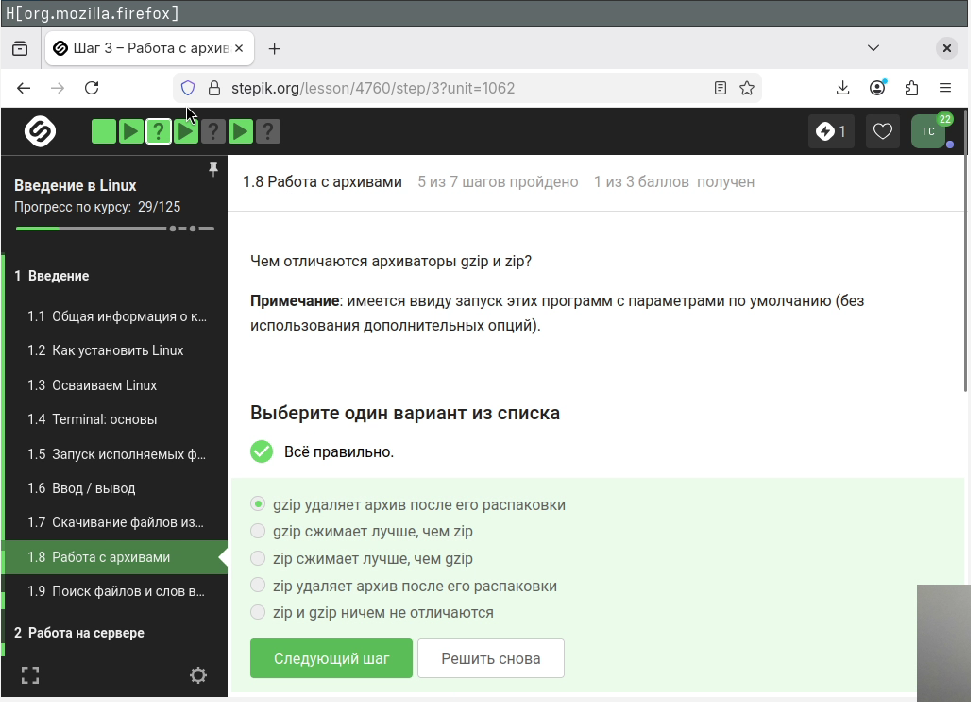 H[org.mozilla.firefox]
Шаг 3 – Работа с архив
stepik.org/lesson/4760/step/3?unit=1062
? ? ?
1
TC
22
Введение в Linux
Прогресс по курсу: 29/125
1 Введение
1.1 Общая информация о к...
1.2 Как установить Linux
1.3 Осваиваем Linux
1.4 Terminal: основы
1.5 Запуск исполняемых ф...
1.6 Ввод / вывод
1.7 Скачивание файлов из...
1.8 Работа с архивами
1.9 Поиск файлов и слов в...
2 Работа на сервере
1.8 Работа с архивами 5 из 7 шагов пройдено 1 из 3 баллов получен
Чем отличаются архиваторы gzip и zip?
Примечание: имеется ввиду запуск этих программ с параметрами по умолчанию (без
использования дополнительных опций).
Выберите один вариант из списка
Всё правильно.
gzip удаляет архив после его распаковки
gzip сжимает лучше, чем zip
zip сжимает лучше, чем gzip
zip удаляет архив после его распаковки
zip и gzip ничем не отличаются
Следующий шаг Решить снова